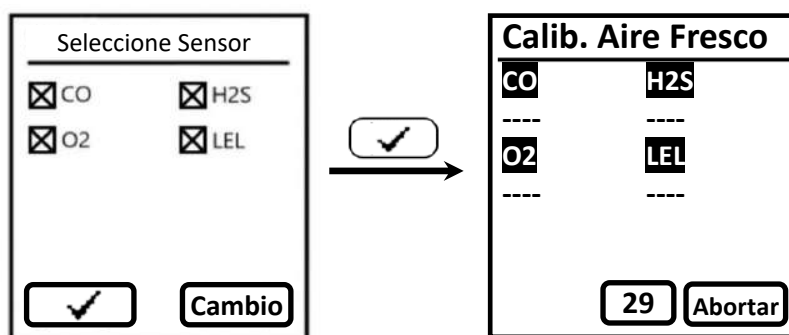 Seleccione Sensor
CO H2S
O2 LEL
Cambio
Calib. Aire Fresco
CO H2S
---- ----
O2 LEL
---- ----
29 Abortar